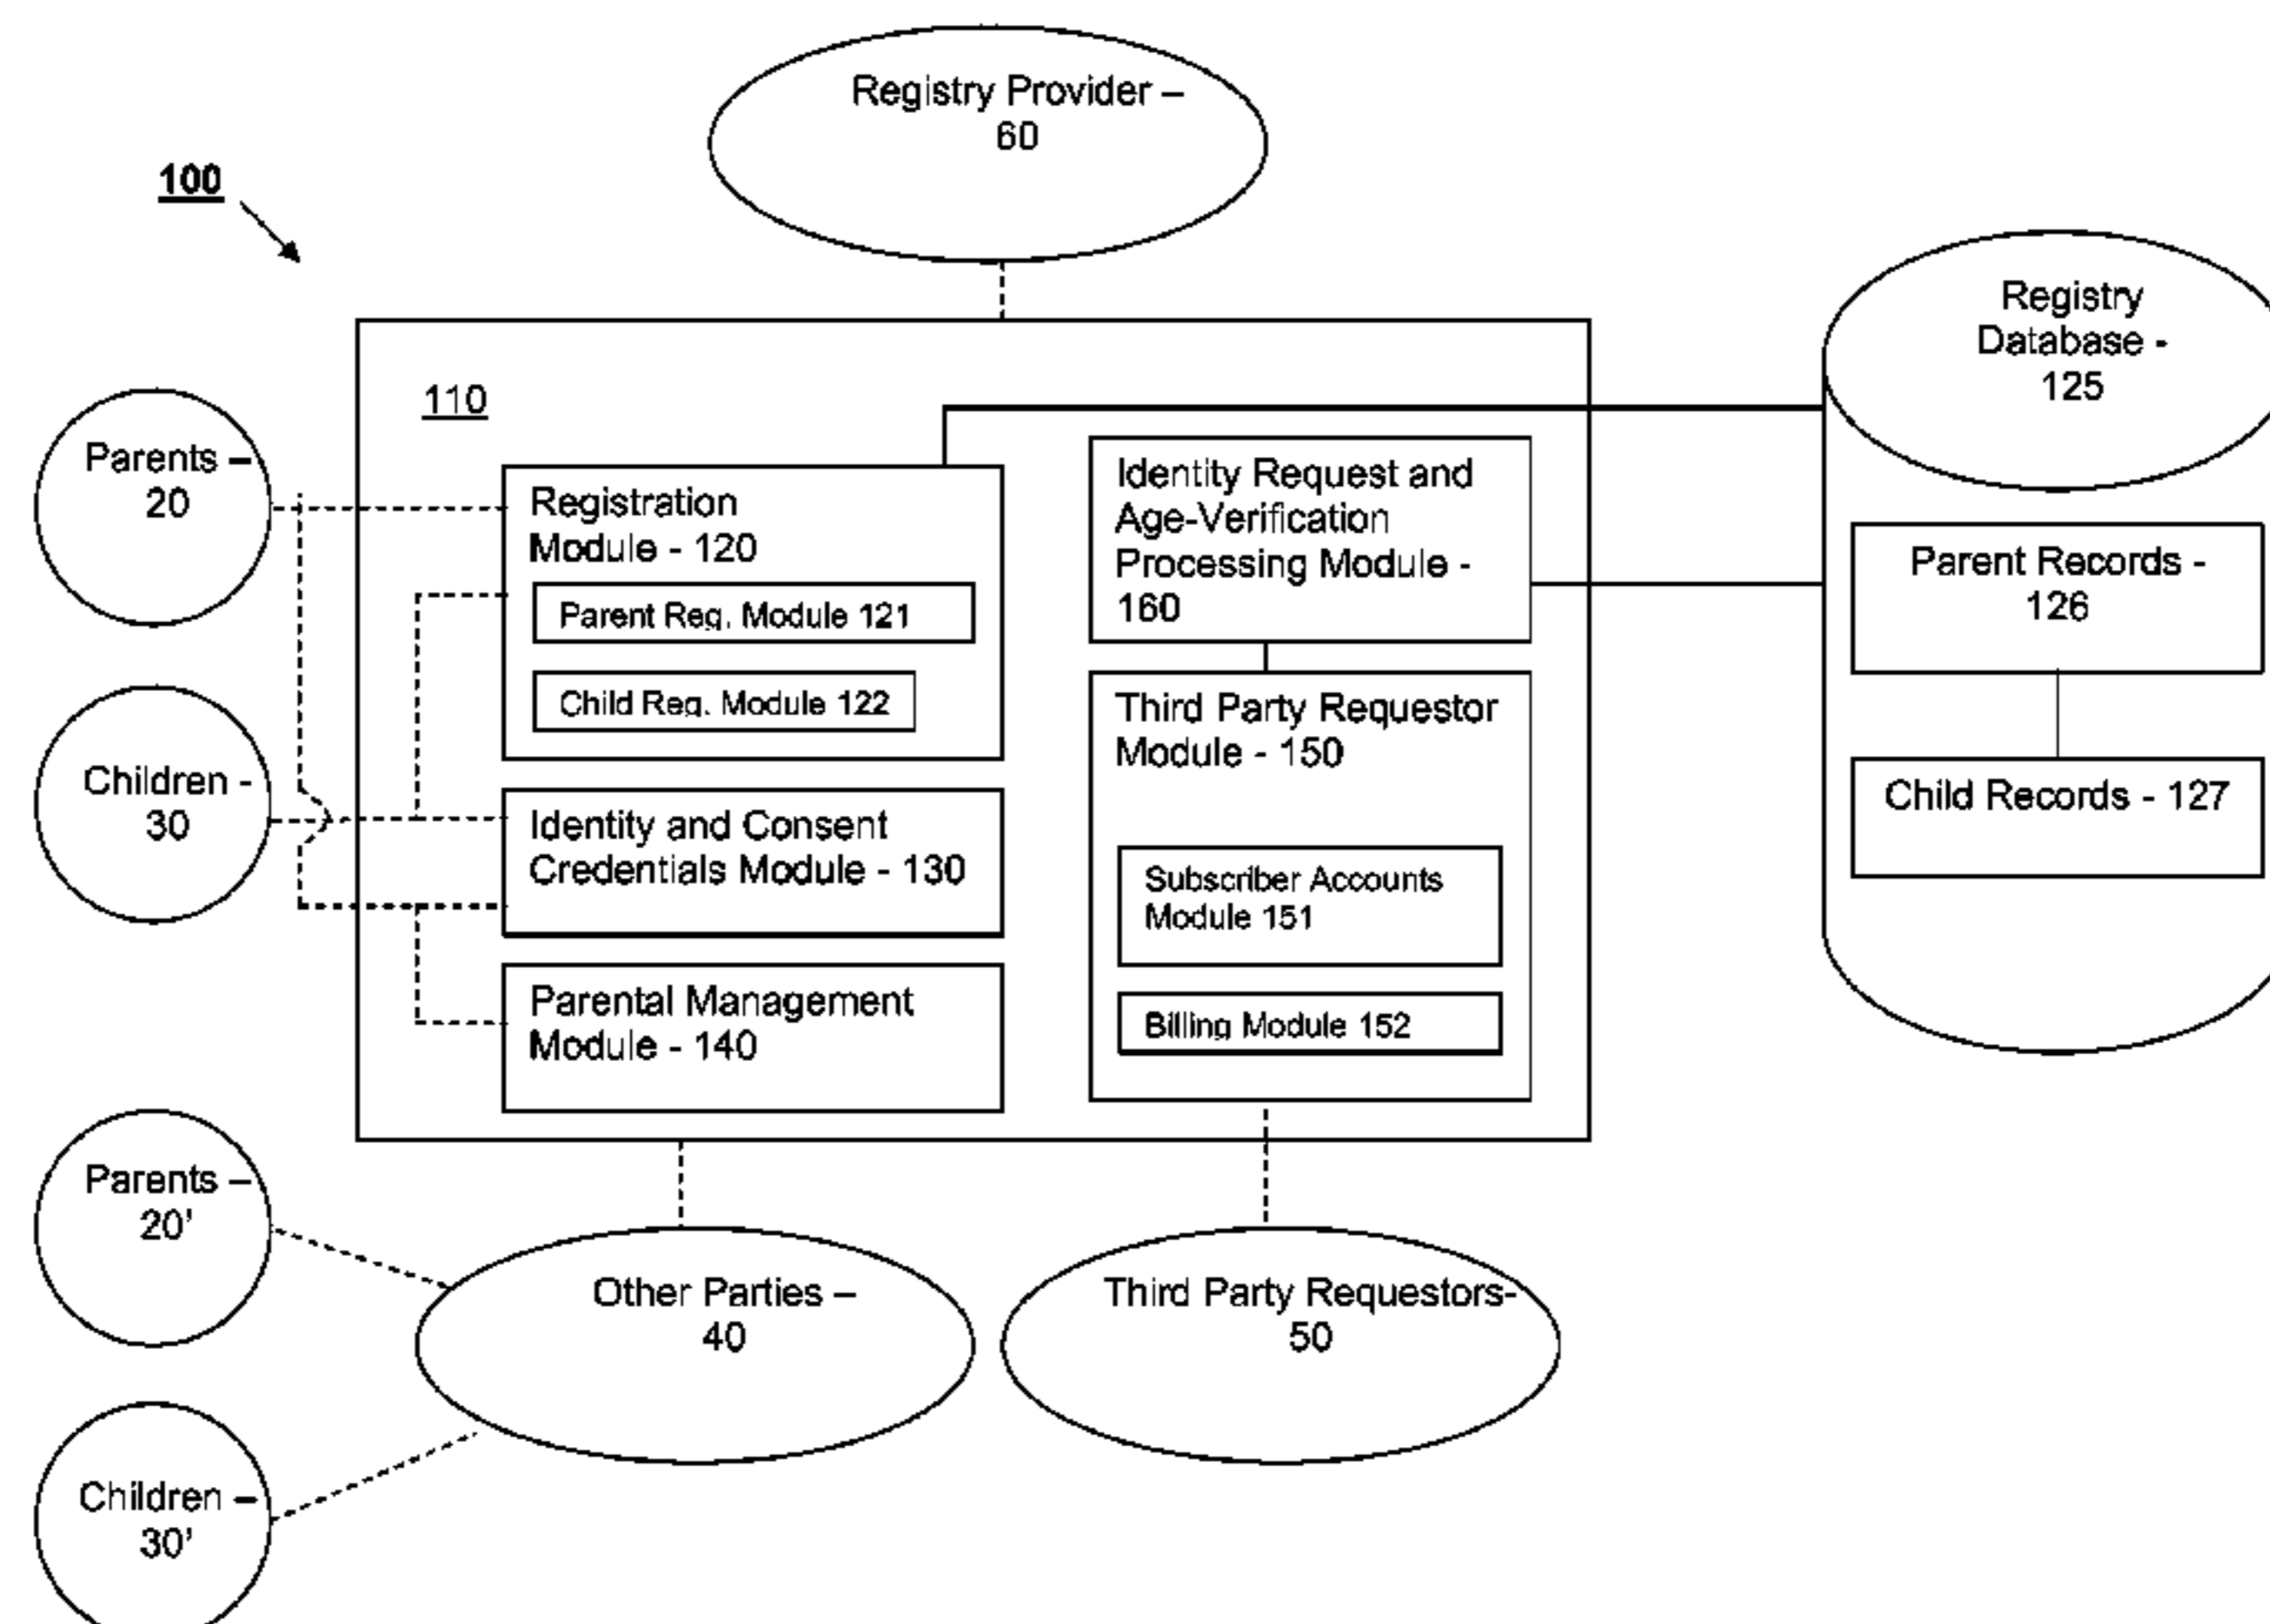 Registry Provider –
60
100
Registry
Database -
125
110
Parents –
20
Registration
Module - 120
Parent Reg. Module 121
Child Reg. Module 122
Identity Request and
Age-Verification
Processing Module -
160
Parent Records -
126
Children -
30
Third Party Requestor
Module - 150
Child Records - 127
Identity and Consent
Credentials Module - 130
Subscriber Accounts
Module 151
Parental Management
Module - 140
Billing Module 152
Parents –
20'
Other Parties –
40
Third Party Requestors-
50
Children –
30'